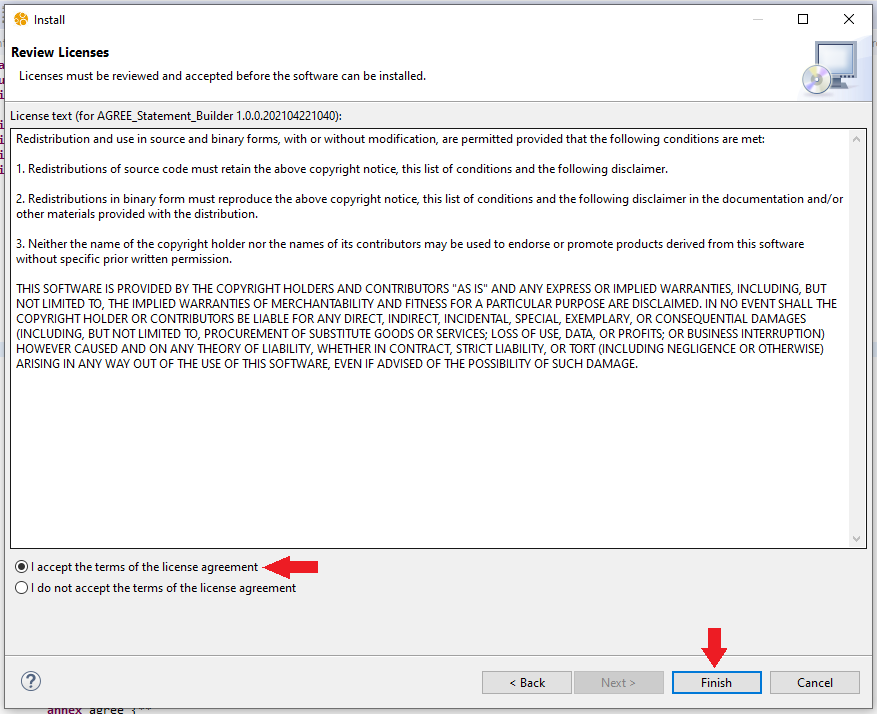 Install
Review Licenses
Licenses must be reviewed and accepted before the software can be installed.
License text (for AGREE_Statement_Builder 1.0.0.202104221040):
Redistribution and use in source and binary forms, with or without modification, are permitted provided that the following conditions are met:
1. Redistributions of source code must retain the above copyright notice, this list of conditions and the following disclaimer.
2. Redistributions in binary form must reproduce the above copyright notice, this list of conditions and the following disclaimer in the documentation and/or
other materials provided with the distribution.
3. Neither the name of the copyright holder nor the names of its contributors may be used to endorse or promote products derived from this software
without specific prior written permission.
THIS SOFTWARE IS PROVIDED BY THE COPYRIGHT HOLDERS AND CONTRIBUTORS "AS IS" AND ANY EXPRESS OR IMPLIED WARRANTIES, INCLUDING, BUT
NOT LIMITED TO, THE IMPLIED WARRANTIES OF MERCHANTABILITY AND FITNESS FOR A PARTICULAR PURPOSE ARE DISCLAIMED. IN NO EVENT SHALL THE
COPYRIGHT HOLDER OR CONTRIBUTORS BE LIABLE FOR ANY DIRECT, INDIRECT, INCIDENTAL, SPECIAL, EXEMPLARY, OR CONSEQUENTIAL DAMAGES
(INCLUDING, BUT NOT LIMITED TO, PROCUREMENT OF SUBSTITUTE GOODS OR SERVICES; LOSS OF USE, DATA, OR PROFITS; OR BUSINESS INTERRUPTION)
HOWEVER CAUSED AND ON ANY THEORY OF LIABILITY, WHETHER IN CONTRACT, STRICT LIABILITY, OR TORT (INCLUDING NEGLIGENCE OR OTHERWISE)
ARISING IN ANY WAY OUT OF THE USE OF THIS SOFTWARE, EVEN IF ADVISED OF THE POSSIBILITY OF SUCH DAMAGE.
I accept the terms of the license agreement
I do not accept the terms of the license agreement
? < Back Next > Finish Cancel
annex agree {**